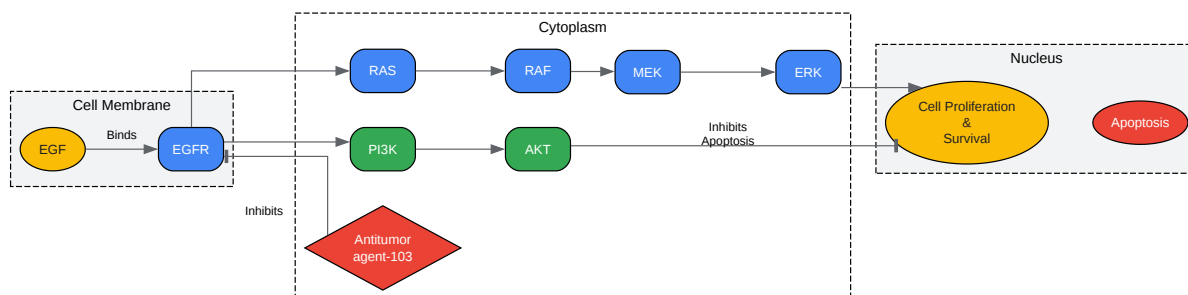 Cytoplasm
Nucleus
Cell Membrane
RAS
RAF
MEK
ERK
Cell Proliferation
&
Survival
Apoptosis
EGF
Binds
EGFR
PI3K
AKT
Inhibits
Apoptosis
Inhibits
Antitumor
agent-103